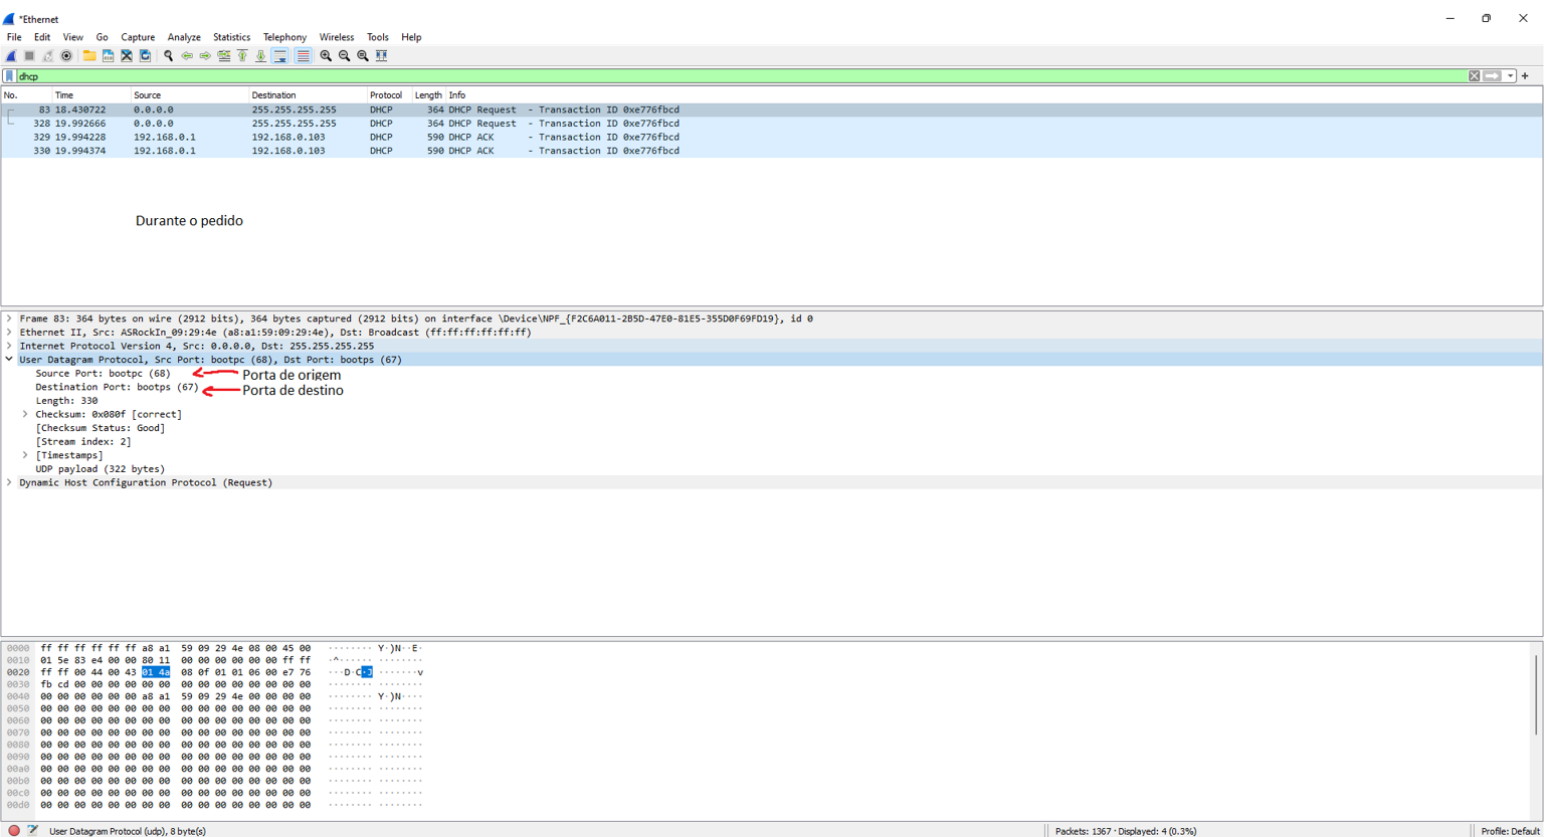 *Ethernet
File Edit View Go Capture Analyze Statistics Telephony Wireless Tools Help
dhcp
No. Time Source Destination Protocol Length Info
83 18.430722 0.0.0.0 255.255.255.255 DHCP 364 DHCP Request - Transaction ID 0xe776fbcd
328 19.992666 0.0.0.0 255.255.255.255 DHCP 364 DHCP Request - Transaction ID 0xe776fbcd
329 19.994228 192.168.0.1 192.168.0.103 DHCP 590 DHCP ACK - Transaction ID 0xe776fbcd
330 19.994374 192.168.0.1 192.168.0.103 DHCP 590 DHCP ACK - Transaction ID 0xe776fbcd
Durante o pedido
Frame 83: 364 bytes on wire (2912 bits), 364 bytes captured (2912 bits) on interface \Device\NPF_{F2C6A011-2B5D-47E0-81E5-355D0F69FD19}, id 0
Ethernet II, Src: ASRockIn_09:29:4e (a8:a1:59:09:29:4e), Dst: Broadcast (ff:ff:ff:ff:ff:ff)
Internet Protocol Version 4, Src: 0.0.0.0, Dst: 255.255.255.255
User Datagram Protocol, Src Port: bootpc (68), Dst Port: bootps (67)
Source Port: bootpc (68) Porta de origem
Destination Port: bootps (67) Porta de destino
Length: 330
Checksum: 0x080f [correct]
[Checksum Status: Good]
[Stream index: 2]
[Timestamps]
UDP payload (322 bytes)
Dynamic Host Configuration Protocol (Request)
0000 ff ff ff ff ff ff a8 a1 59 09 29 4e 08 00 45 00 ········ Y·)N··E·
0010 01 5e 83 e4 00 00 80 11 00 00 00 00 00 00 ff ff ·^······ ········
0020 ff ff 00 44 00 43 01 4a 08 0f 01 01 06 00 e7 76 ···D·C·J ·······v
0030 fb cd 00 00 00 00 00 00 00 00 00 00 00 00 00 00 ········ ········
0040 00 00 00 00 00 00 a8 a1 59 09 29 4e 00 00 00 00 ········ Y·)N····
0050 00 00 00 00 00 00 00 00 00 00 00 00 00 00 00 00 ········ ········
0060 00 00 00 00 00 00 00 00 00 00 00 00 00 00 00 00 ········ ········
0070 00 00 00 00 00 00 00 00 00 00 00 00 00 00 00 00 ········ ········
0080 00 00 00 00 00 00 00 00 00 00 00 00 00 00 00 00 ········ ········
0090 00 00 00 00 00 00 00 00 00 00 00 00 00 00 00 00 ········ ········
00a0 00 00 00 00 00 00 00 00 00 00 00 00 00 00 00 00 ········ ········
00b0 00 00 00 00 00 00 00 00 00 00 00 00 00 00 00 00 ········ ········
00c0 00 00 00 00 00 00 00 00 00 00 00 00 00 00 00 00 ········ ········
00d0 00 00 00 00 00 00 00 00 00 00 00 00 00 00 00 00 ········ ········
User Datagram Protocol (udp), 8 byte(s) Packets: 1367 · Displayed: 4 (0.3%) Profile: Default